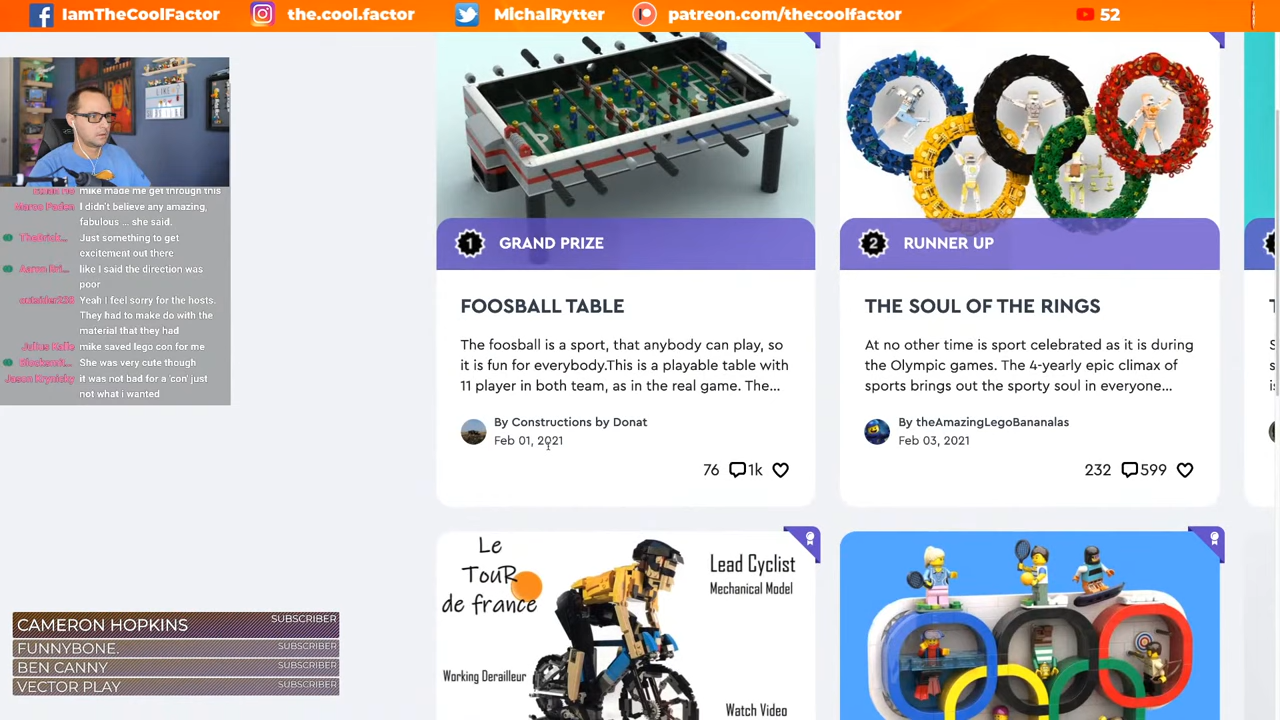 IamTheCoolFactor the.cool.factor MichalRytter patreon.com/thecoolfactor 52
mike made me get through this
I didn't believe any amazing,
fabulous ... she said.
Just something to get
excitement out there
like I said the direction was
poor
Yeah I feel sorry for the hosts.
They had to make do with the
material that they had
mike saved lego con for me
She was very cute though
Jason Krynicky it was not bad for a 'con' just
not what i wanted
CAMERON HOPKINS SUBSCRIBER
FUNNYBONE. SUBSCRIBER
BEN CANNY SUBSCRIBER
VECTOR PLAY SUBSCRIBER
1 GRAND PRIZE
FOOSBALL TABLE
The foosball is a sport, that anybody can play, so
it is fun for everybody.This is a playable table with
11 player in both team, as in the real game. The...
By Constructions by Donat
Feb 01, 2021
76 1k
2 RUNNER UP
THE SOUL OF THE RINGS
At no other time is sport celebrated as it is during
the Olympic games. The 4-yearly epic climax of
sports brings out the sporty soul in everyone...
By theAmazingLegoBananalas
Feb 03, 2021
232 599
Le
TouR
de france
Lead Cyclist
Mechanical Model
Working Derailleur
Watch Video